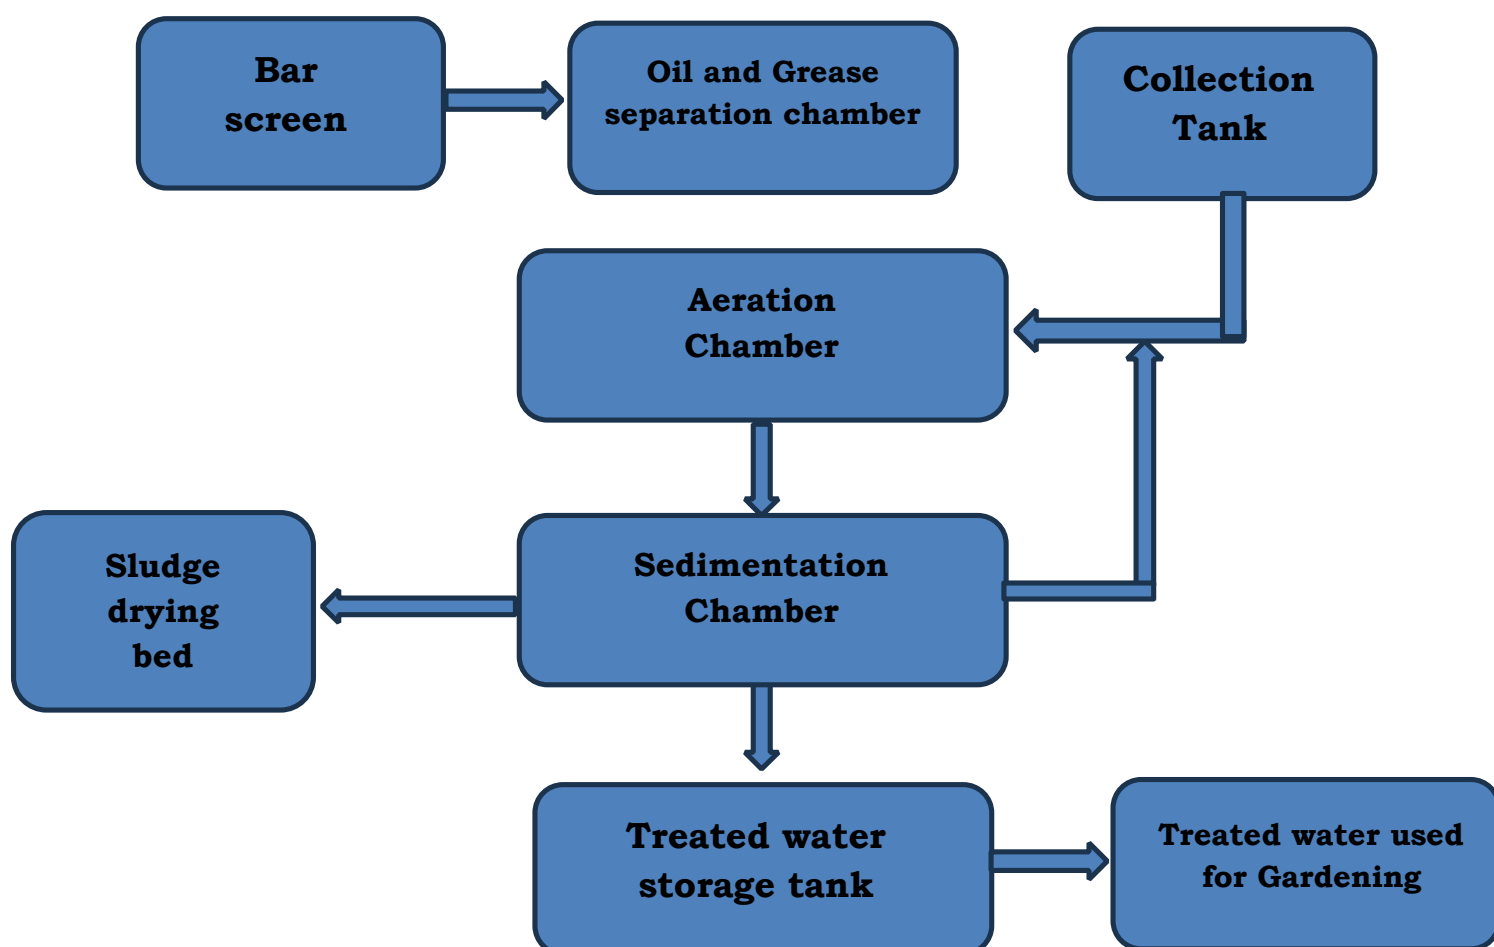 Bar
screen
Oil and Grease
separation chamber
Collection
Tank
Aeration
Chamber
Sludge
drying
bed
Sedimentation
Chamber
Treated water
storage tank
Treated water used
for Gardening